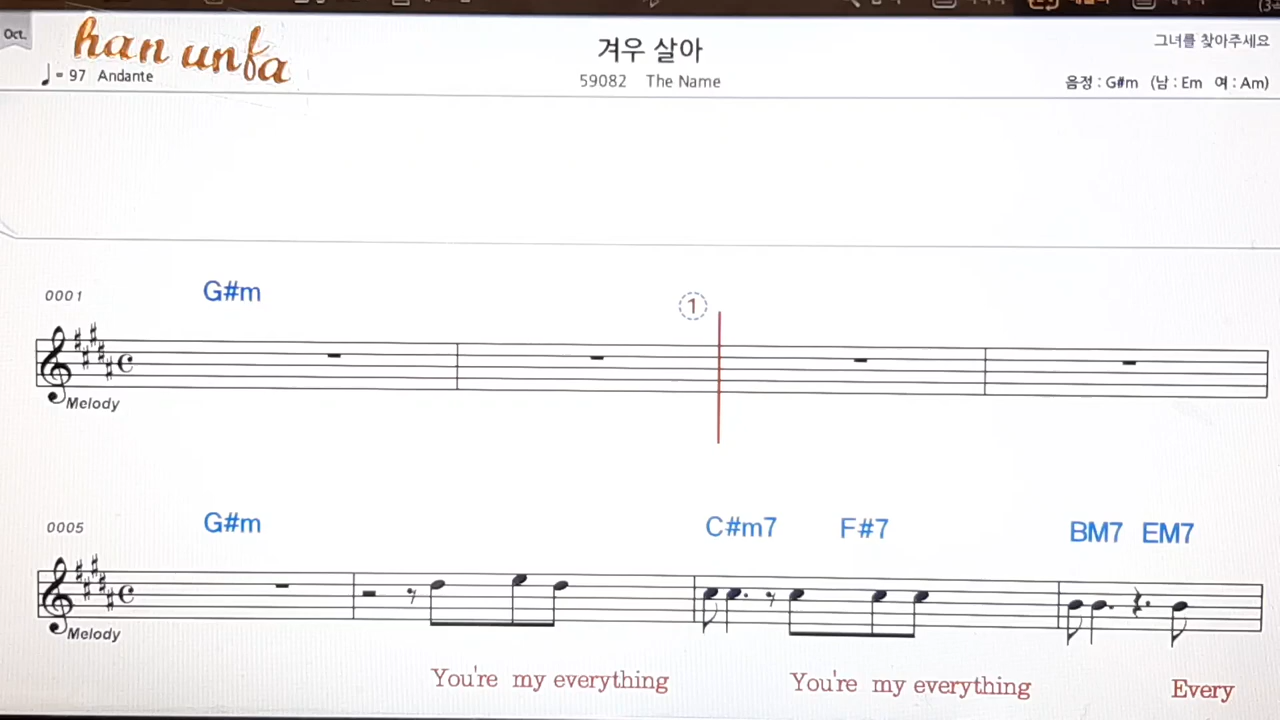 Oct.
han unfa
= 97 Andante
겨우 살아
59082 The Name
그녀를 찾아주세요
음정 : G#m (남 : Em 여 : Am)
0001 G#m 1
Melody
0005 G#m C#m7 F#7 BM7 EM7
Melody
You're my everything You're my everything Every